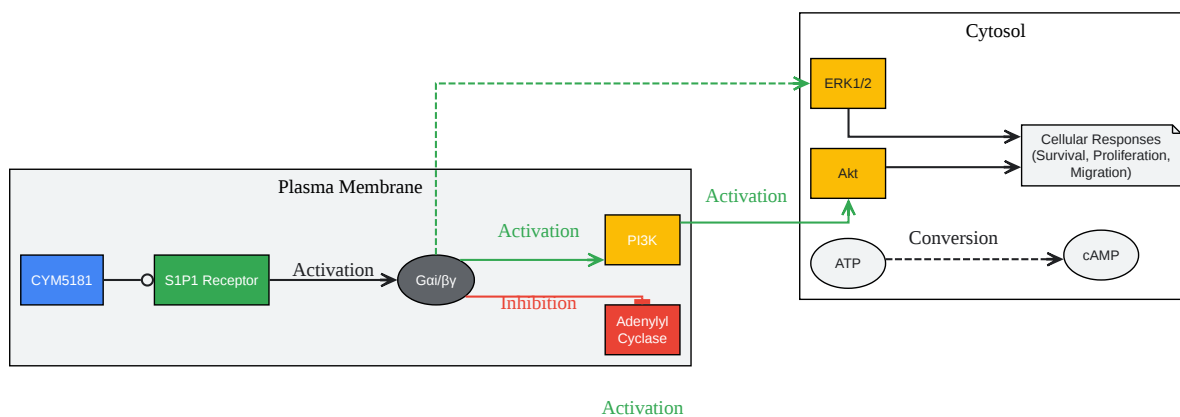 Cytosol
ERK1/2
Cellular Responses
(Survival, Proliferation,
Migration)
Akt
Plasma Membrane
Activation
Activation
PI3K
Conversion
ATP
cAMP
CYM5181
S1P1 Receptor
Activation
Gαi/βγ
Inhibition
Adenylyl
Cyclase
Activation